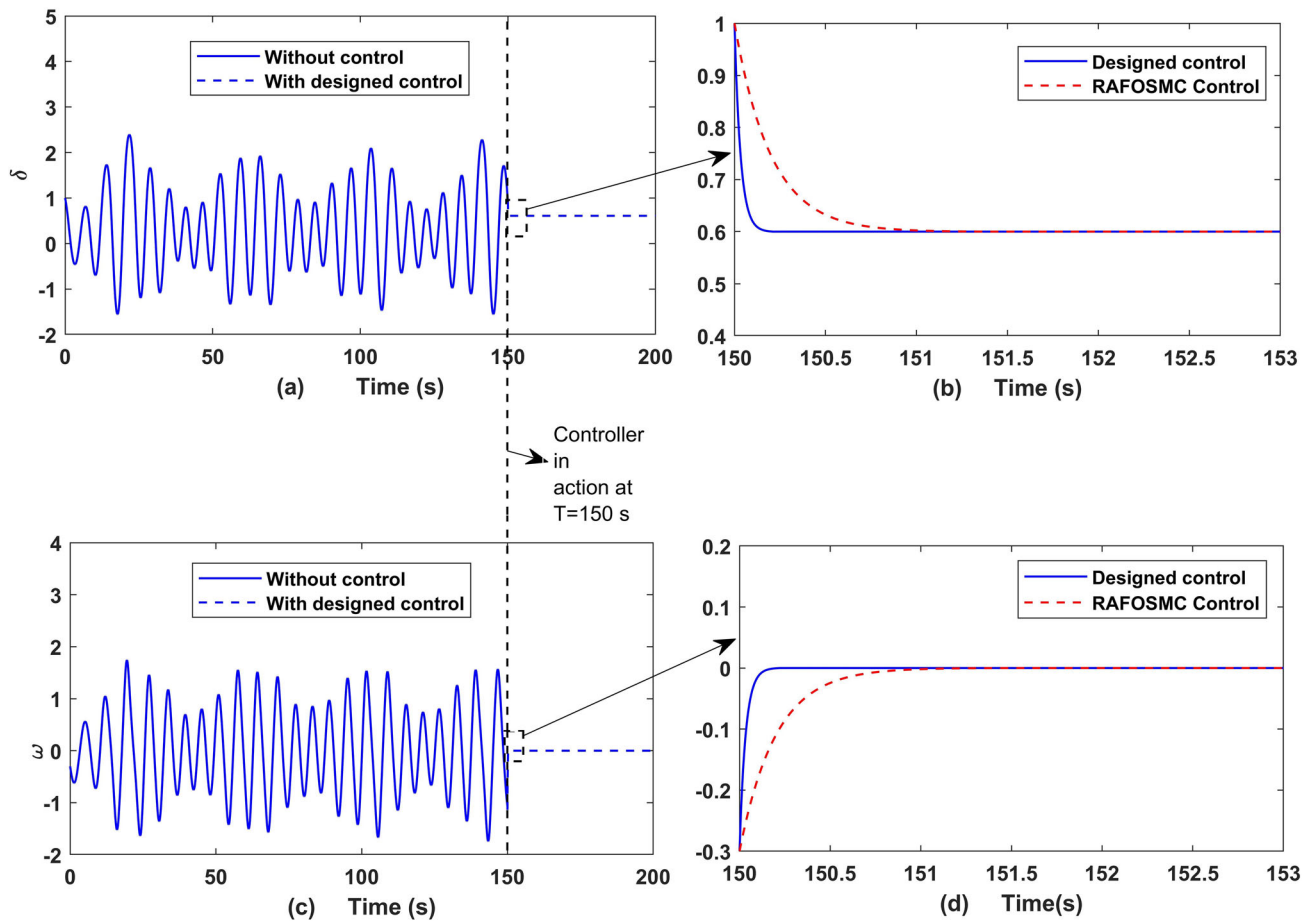 5
4
3
2
1
0
-1
-2
δ
Without control
With designed control
0
50
100
150
200
(a) Time (s)
1
0.9
0.8
0.7
0.6
0.5
0.4
Designed control
RAFOSMC Control
150
150.5
151
151.5
152
152.5
153
(b) Time (s)
Controller
in
action at
T=150 s
4
3
2
1
0
-1
-2
ω
Without control
With designed control
0
50
100
150
200
(c) Time (s)
0.2
0.1
0
-0.1
-0.2
-0.3
Designed control
RAFOSMC Control
150
150.5
151
151.5
152
152.5
153
(d) Time(s)